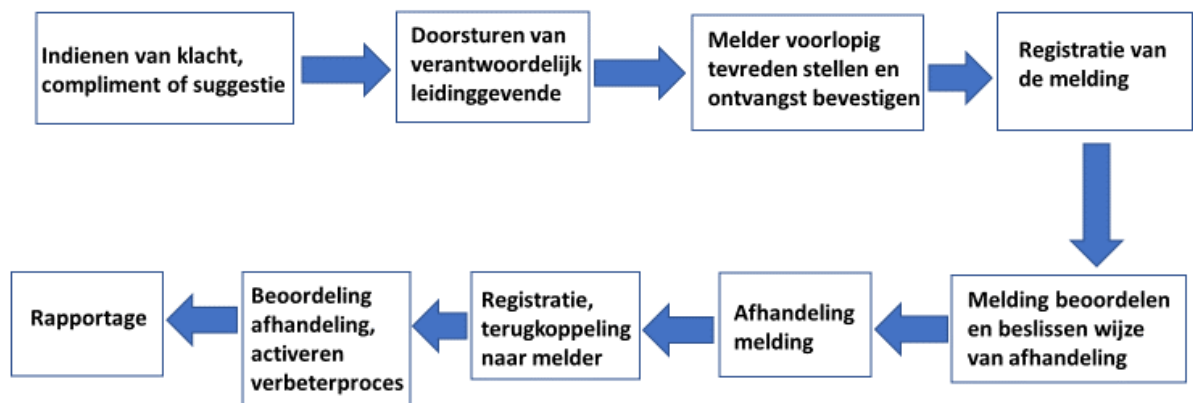 Indienen van klacht,
compliment of suggestie
Doorsturen van
verantwoordelijk
leidinggevende
Melder voorlopig
tevreden stellen en
ontvangst bevestigen
Registratie van
de melding
Melding beoordelen
en beslissen wijze
van afhandeling
Afhandeling
melding
Registratie,
terugkoppeling
naar melder
Beoordeling
afhandeling,
activeren
verbeterproces
Rapportage